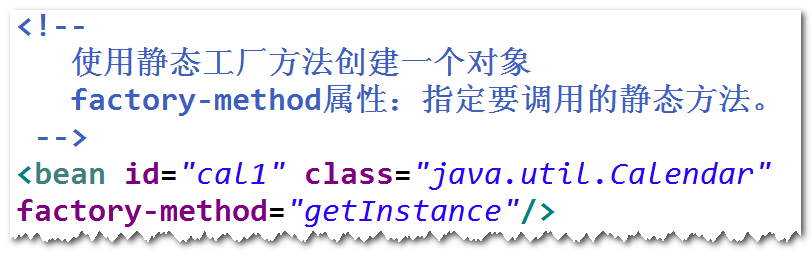 <!--
使用静态工厂方法创建一个对象
factory-method属性：指定要调用的静态方法。
-->
<bean id="cal1" class="java.util.Calendar"
factory-method="getInstance"/>